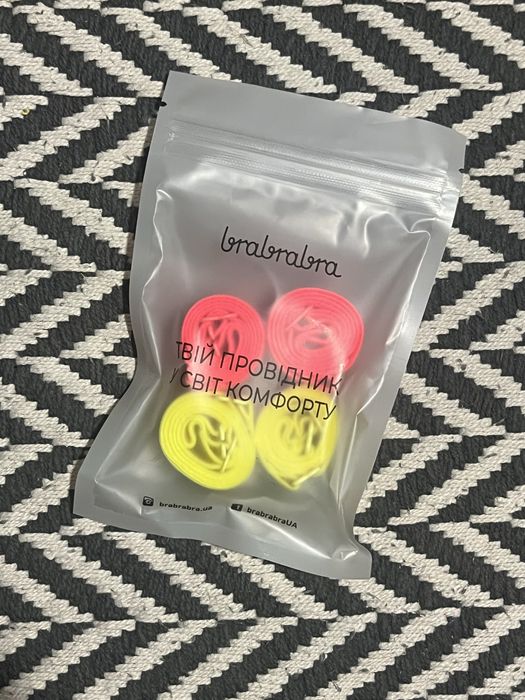 brabrabra
ТВІЙ ПРОВІДНИК
У СВІТ КОМФОРТУ
brabrabra.ua brabrabraUA